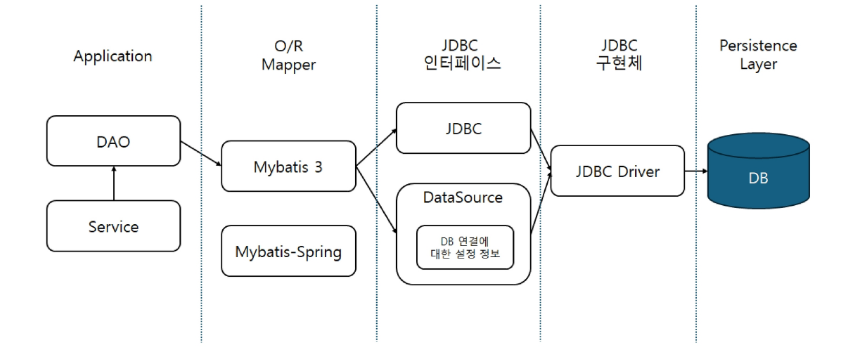 Application
O/R
Mapper
JDBC
인터페이스
JDBC
구현체
Persistence
Layer
DAO
Service
Mybatis 3
Mybatis-Spring
JDBC
DataSource
DB 연결에
대한 설정 정보
JDBC Driver
DB